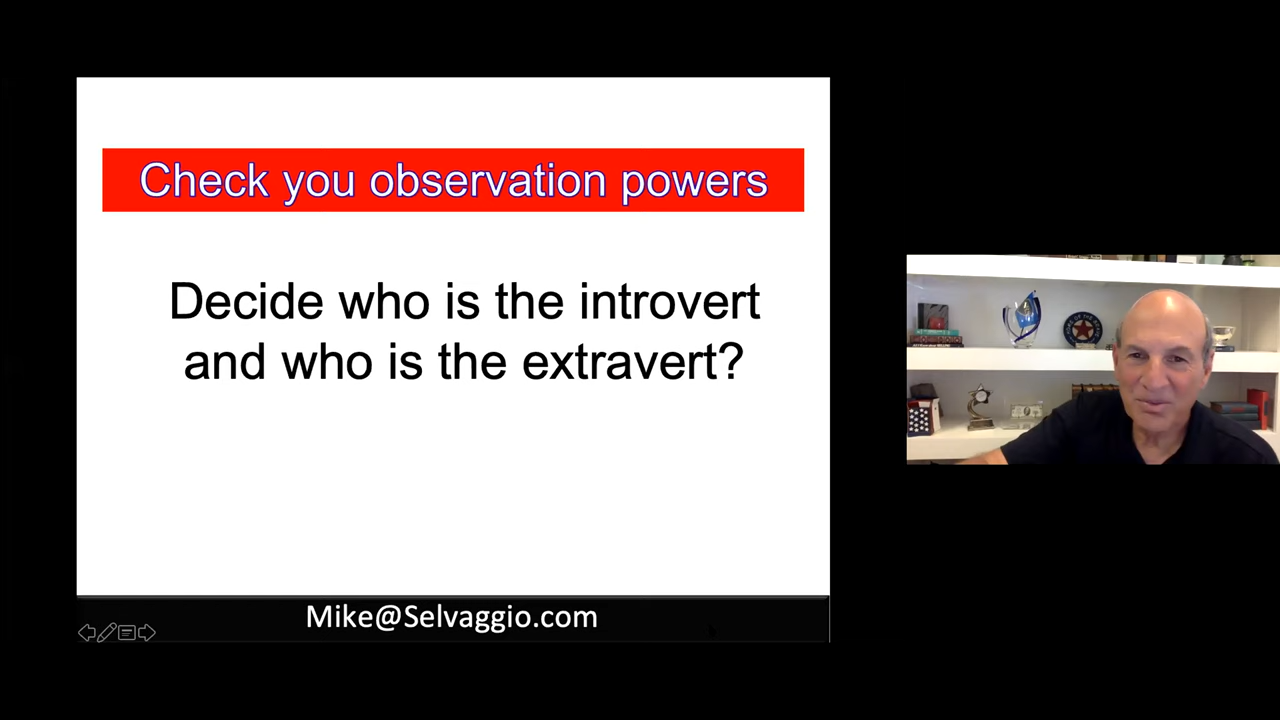 Check you observation powers
Decide who is the introvert
and who is the extravert?
Mike@Selvaggio.com